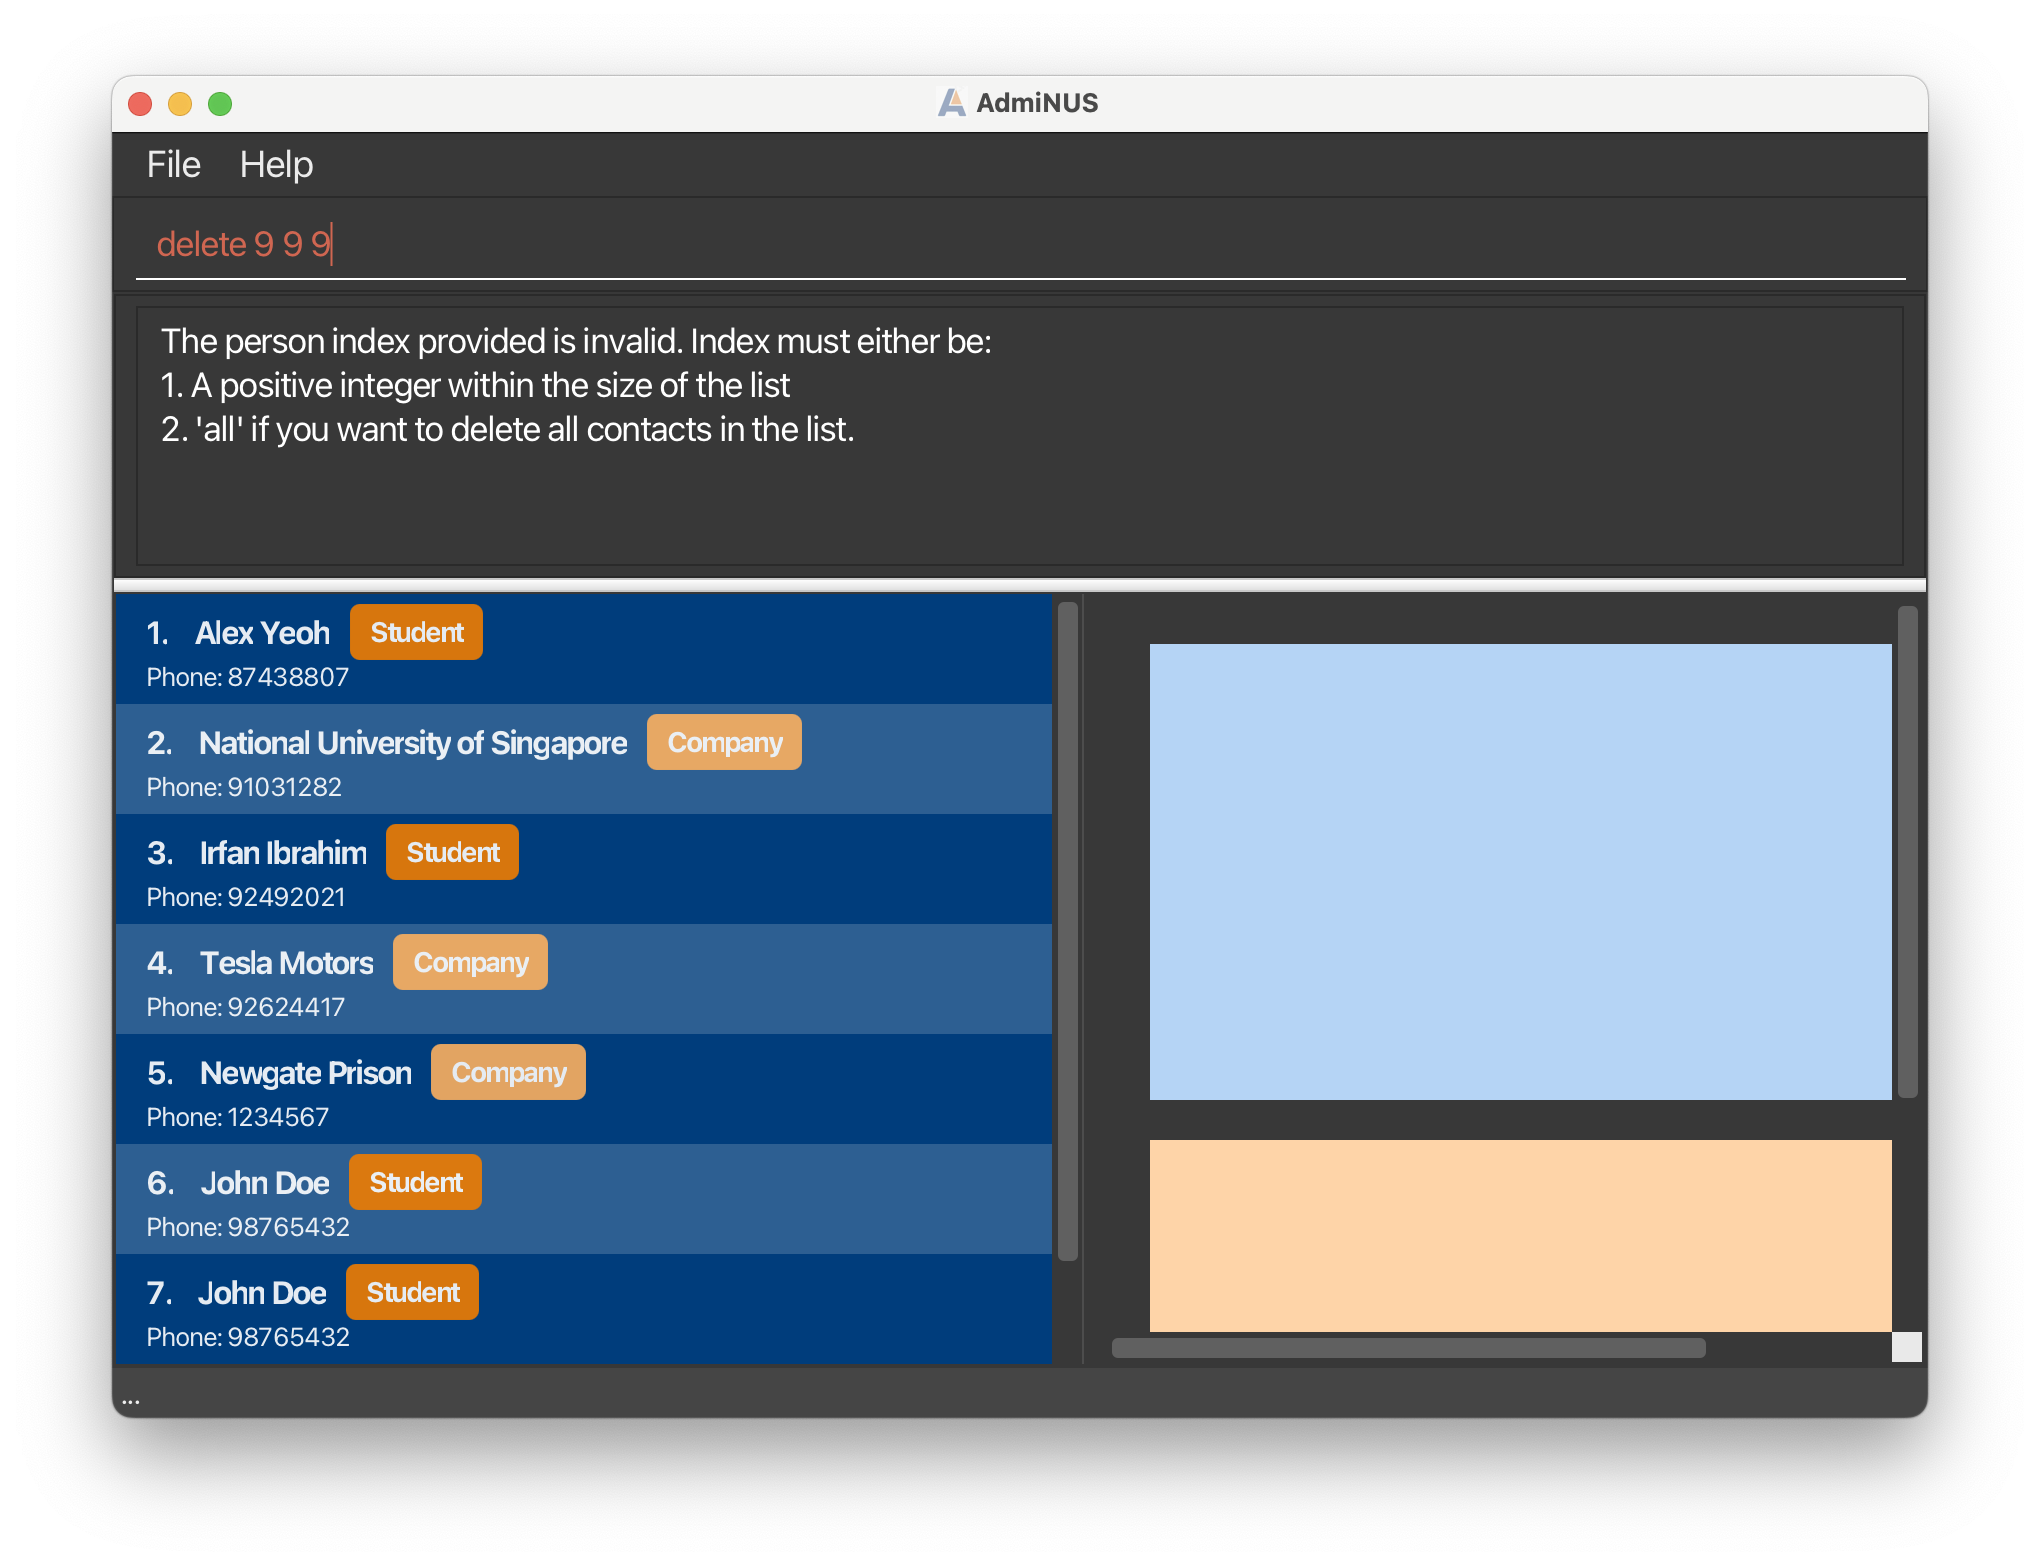 AdmiNUS
File Help
delete 9 9 9
The person index provided is invalid. Index must either be:
1. A positive integer within the size of the list
2. 'all' if you want to delete all contacts in the list.
1. Alex Yeoh Student
Phone: 87438807
2. National University of Singapore Company
Phone: 91031282
3. Irfan Ibrahim Student
Phone: 92492021
4. Tesla Motors Company
Phone: 92624417
5. Newgate Prison Company
Phone: 1234567
6. John Doe Student
Phone: 98765432
7. John Doe Student
Phone: 98765432
...